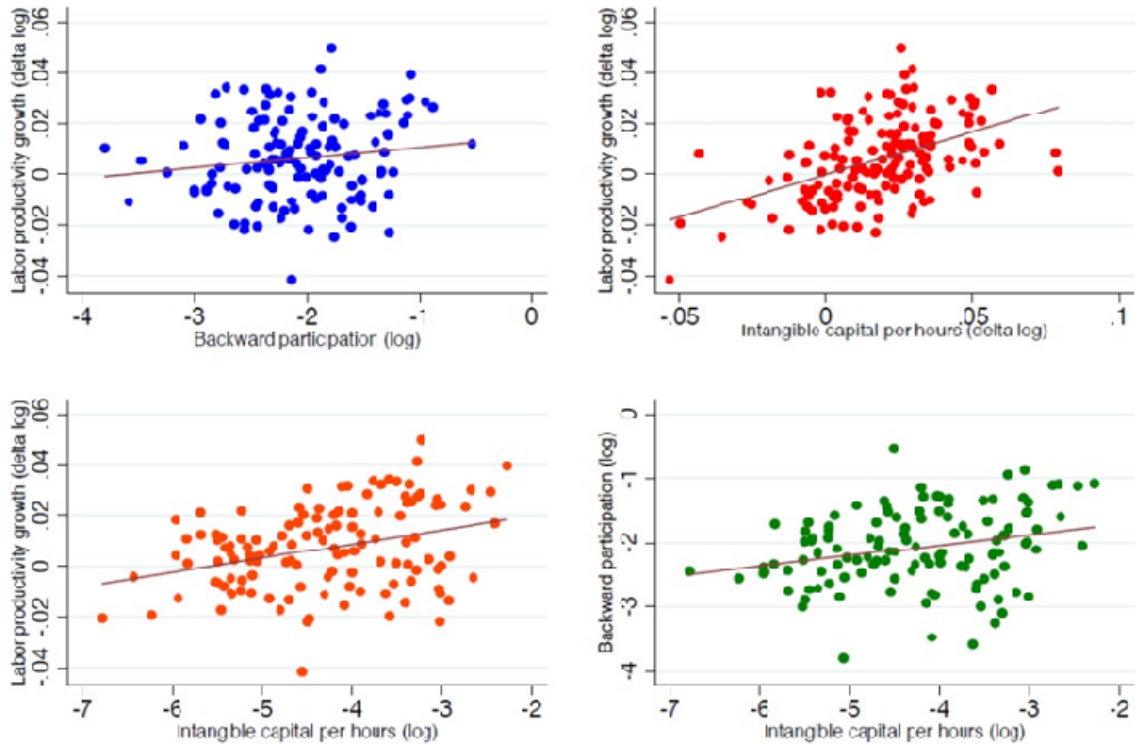 Labor productivity growth (delta log)
.06
.04
.02
0
-.02
-.04
-4 -3 -2 -1 0
Backward particpation (log)
Labor productivity growth (delta log)
.06
.04
.02
0
-.02
-.04
-.05 0 .05 .1
Intangible capital per hours (delta log)
Labor productivity growth (delta log)
.06
.04
.02
0
-.02
-.04
-7 -6 -5 -4 -3 -2
Intangible capital per hours (log)
Backward participation (log)
0
-1
-2
-3
-4
-7 -6 -5 -4 -3 -2
Intangible capital per hours (log)